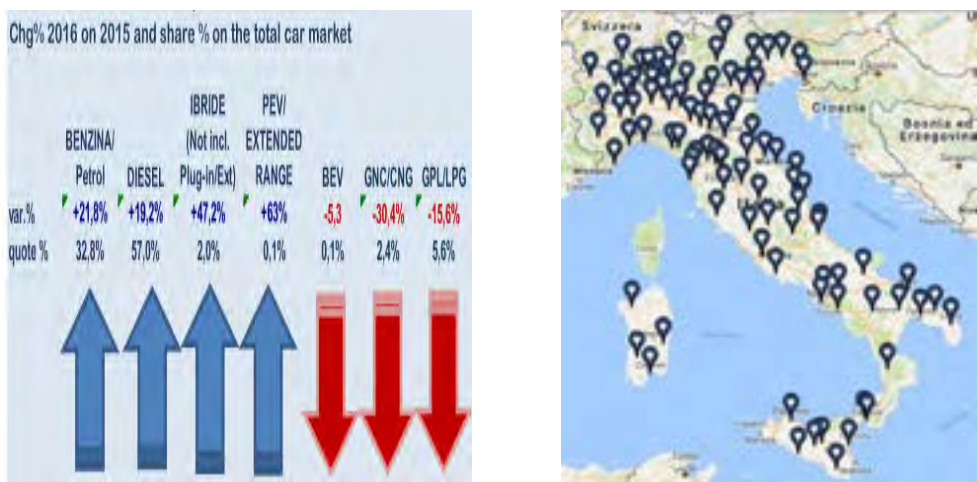 Chg% 2016 on 2015 and share % on the total car market
IBRIDE PEV/
BENZINA/ (Not incl. EXTENDED
Petrol DIESEL Plug-in/Ext) RANGE BEV GNC/CNG GPL/LPG
var.% +21,8% +19,2% +47,2% +63% -5,3 -30,4% -15,6%
quote % 32,8% 57,0% 2,0% 0,1% 0,1% 2,4% 5,6%
Svizzera
Croazia
Bosnia ed
Erzegovina